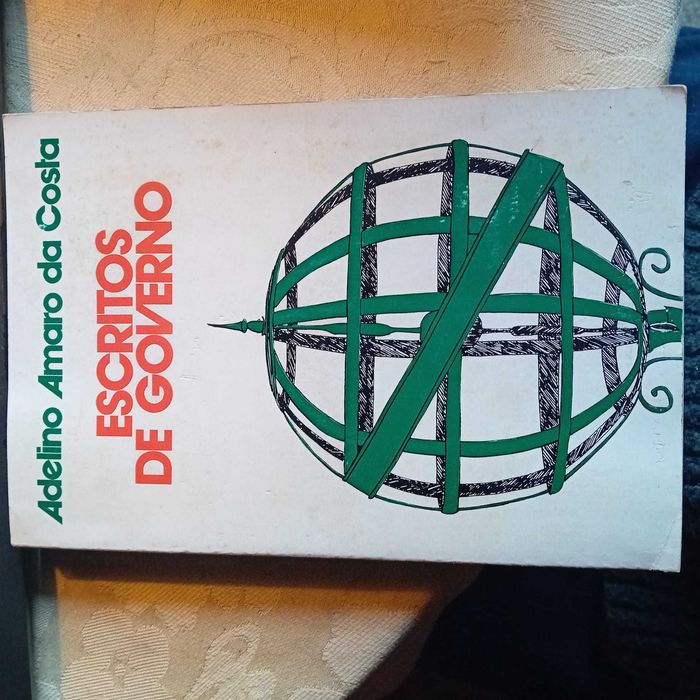 Adelino Amaro da Costa
ESCRITOS
DE GOVERNO